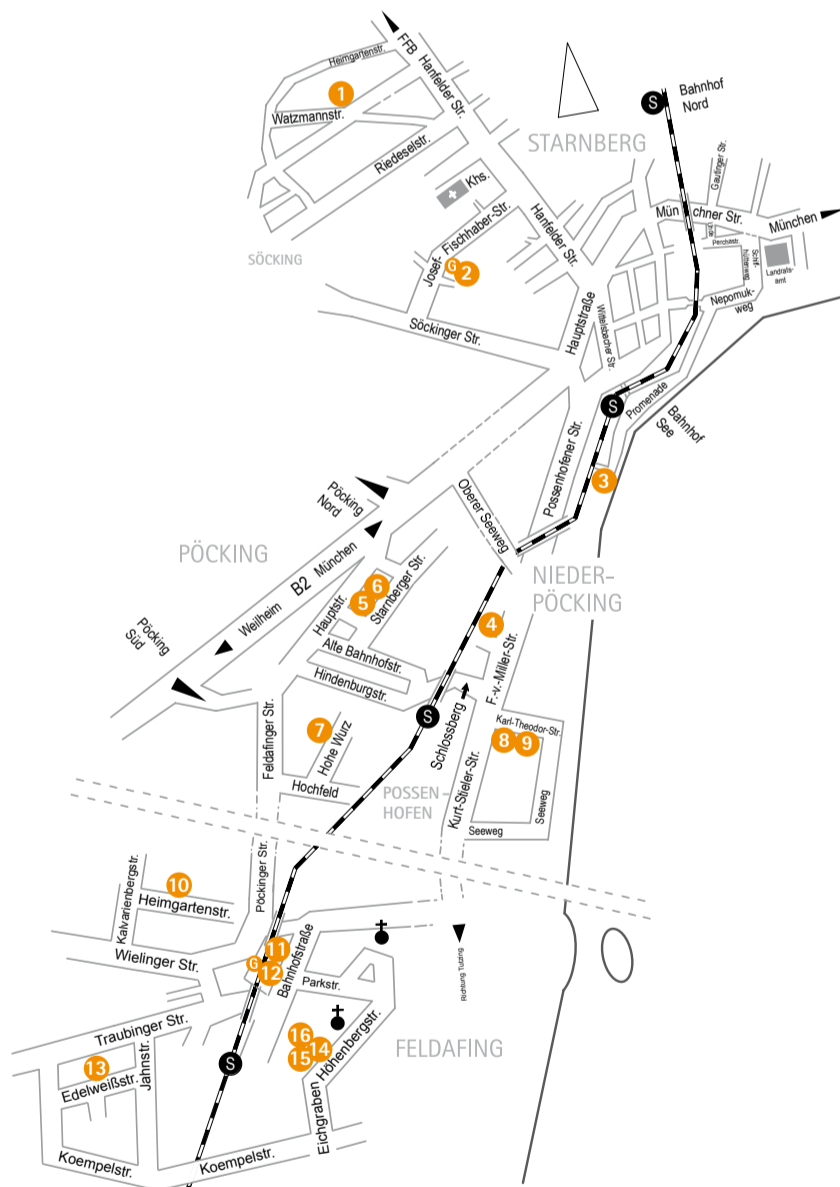 FFB
Heimgartenstr.
Hanfelder Str.
1
Watzmannstr.
Riedeselstr.
STARNBERG
S
Bahnhof
Nord
Gautinger Str.
Münchner Str.
München
Khs.
Hanfelder Str.
SÖCKING
Josef-
Fischhaber-Str.
G
2
Perchastr.
Landrats-
amt
Nepomuk-
weg
Söckinger Str.
Hauptstraße
Wittelsbacher Str.
Promenade
S
Bahnhof
See
Possenhofener Str.
3
Oberer Seeweg
Pöcking
Nord
PÖCKING
B2
München
Weilheim
Pöcking
Süd
6
5
Hauptstr.
Starnberger Str.
NIEDER-
PÖCKING
4
F.-v.-Miller-Str.
Alte Bahnhofstr.
Hindenburgstr.
S
Schlossberg
Feldafinger Str.
7
Hohe Wurz
Hochfeld
Karl-Theodor-Str.
8
9
Kurt-Stieler-Str.
POSSEN-
HOFEN
Seeweg
Seeweg
Pöckinger Str.
10
Heimgartenstr.
Kalvarienbergstr.
Wielinger Str.
11
G
12
Bahnhofstraße
Parkstr.
Richtung Tutzing
Traubinger Str.
16
14
15
Höhenbergstr.
FELDAFING
13
Edelweißstr.
Jahnstr.
S
Eichgraben
Koempelstr.
Koempelstr.